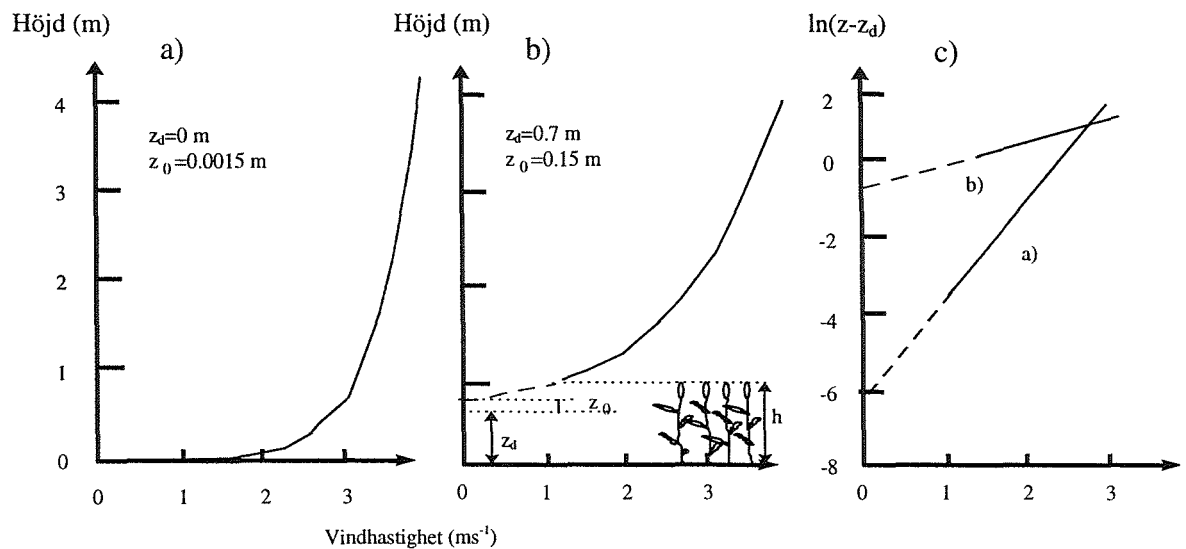 Höjd (m)
a)
4
3
2
1
0
z_d=0 m
z_0=0.0015 m
0 1 2 3
Höjd (m)
b)
z_d=0.7 m
z_0=0.15 m
z_0
z_d
h
0 1 2 3
Vindhastighet (ms⁻¹)
ln(z-z_d)
c)
2
0
-2
-4
-6
-8
b)
a)
0 1 2 3